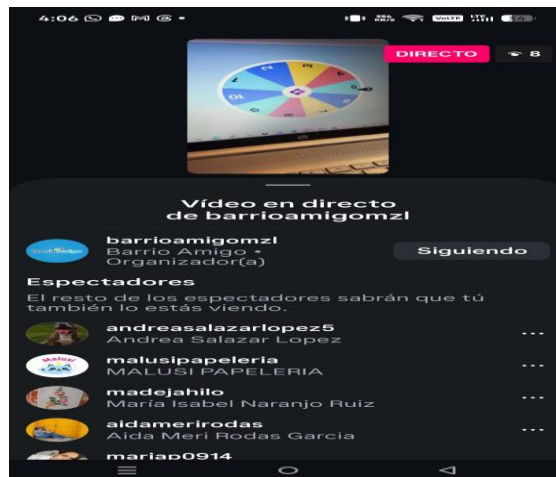 4:06
VoLTE
DIRECTO
8
Vídeo en directo
de barrioamigomzl
barrioamigomzl
Barrio Amigo •
Organizador(a)
Siguiendo
Espectadores
El resto de los espectadores sabrán que tú
también lo estás viendo.
andreasalazarlopez5
Andrea Salazar Lopez
malusipapeleria
MALUSI PAPELERIA
madejahilo
María Isabel Naranjo Ruiz
aidamerirodas
Aida Meri Rodas Garcia
mariap0914